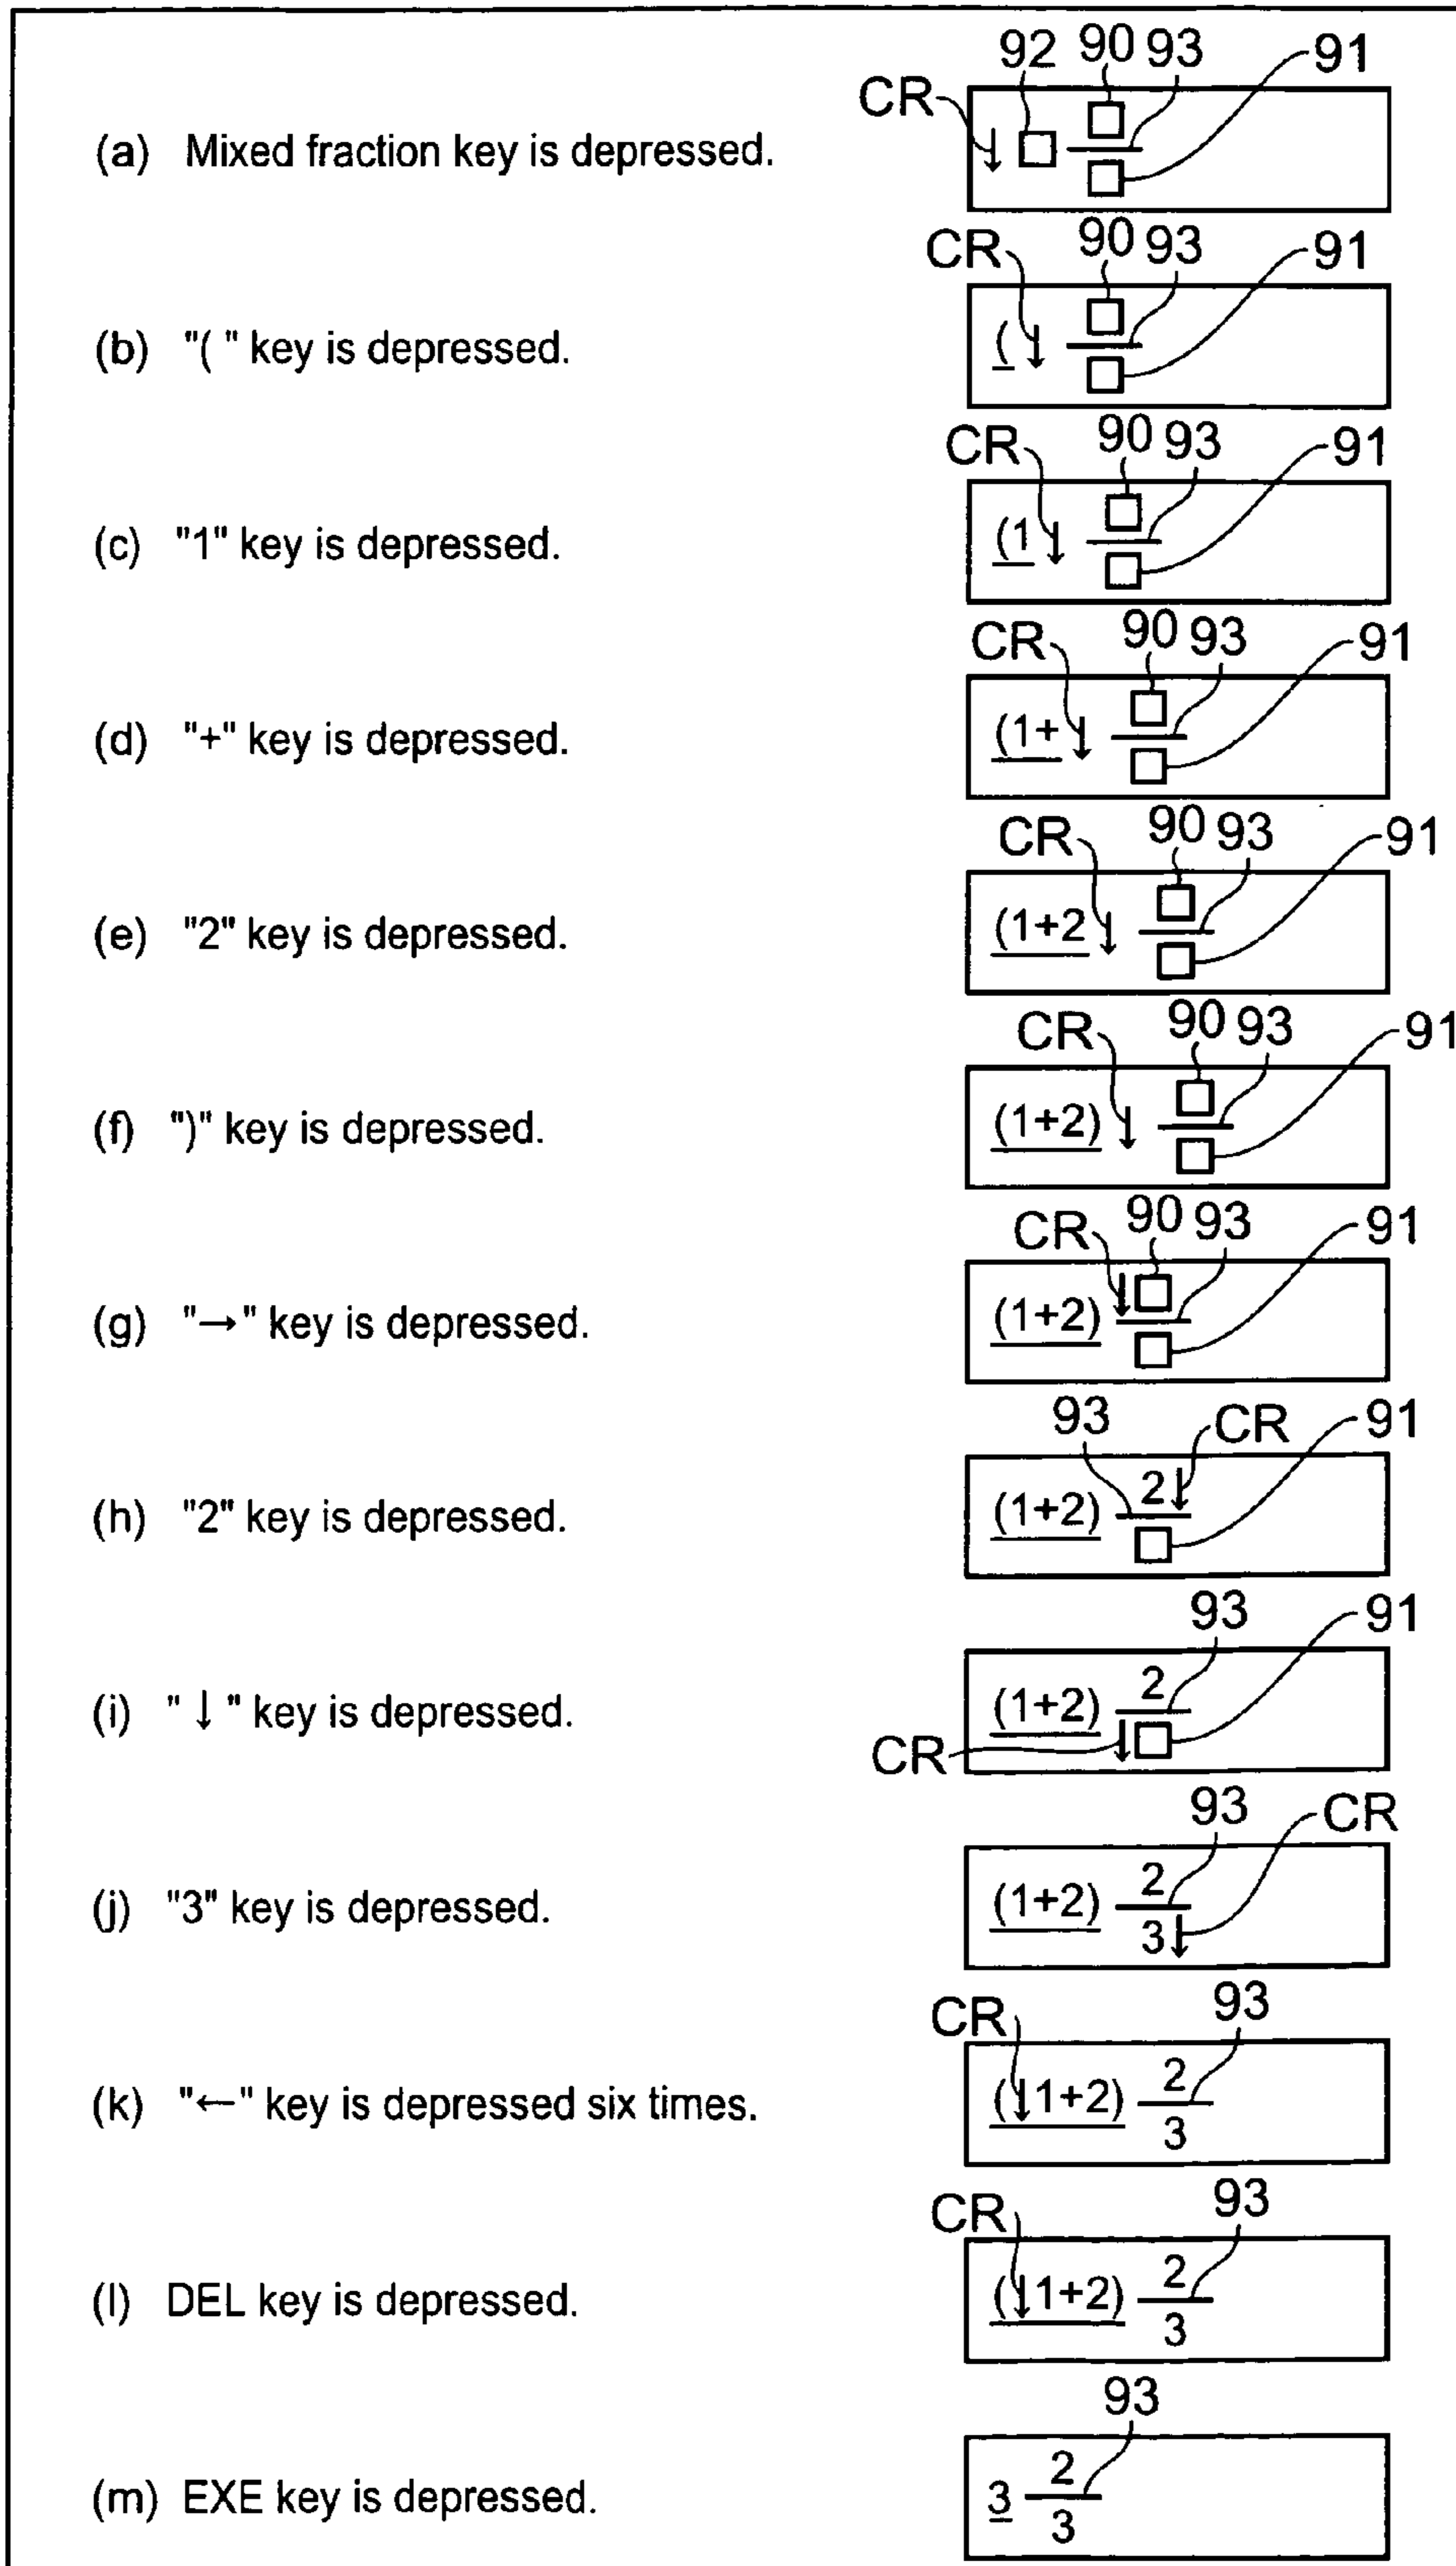 92 90 93 91
CR
(a) Mixed fraction key is depressed.
CR 90 93 91
(b) "( " key is depressed. (
CR 90 93 91
(c) "1" key is depressed. (1
CR 90 93 91
(d) "+" key is depressed. (1+
CR 90 93 91
(e) "2" key is depressed. (1+2
CR 90 93 91
(f) ")" key is depressed. (1+2)
CR 90 93 91
(g) "→" key is depressed. (1+2)
93 CR 91
2
(h) "2" key is depressed. (1+2)
93 91
2
(i) " ↓ " key is depressed. (1+2)
CR
93 CR
2
(j) "3" key is depressed. (1+2)
3
CR 93
2
(k) "←" key is depressed six times. (↓1+2)
3
CR 93
2
(l) DEL key is depressed. (↓1+2)
3
93
2
(m) EXE key is depressed. 3
3